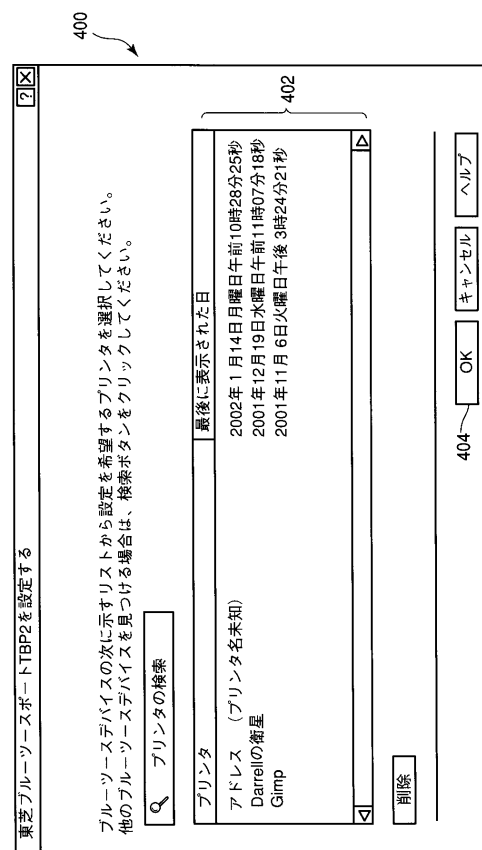 400
東芝ブルーツースポートTBP2を設定する
? X
ブルーツースデバイスの次に示すリストから設定を希望するプリンタを選択してください。
他のブルーツースデバイスを見つける場合は、検索ボタンをクリックしてください。
プリンタの検索
プリンタ 最後に表示された日
アドレス (プリンタ名未知) 2002年 1月14日月曜日午前10時28分25秒
Darrellの衛星 2001年12月19日水曜日午前11時07分18秒
Gimp 2001年11月 6日火曜日午後 3時24分21秒
402
削除
404
OK キャンセル ヘルプ